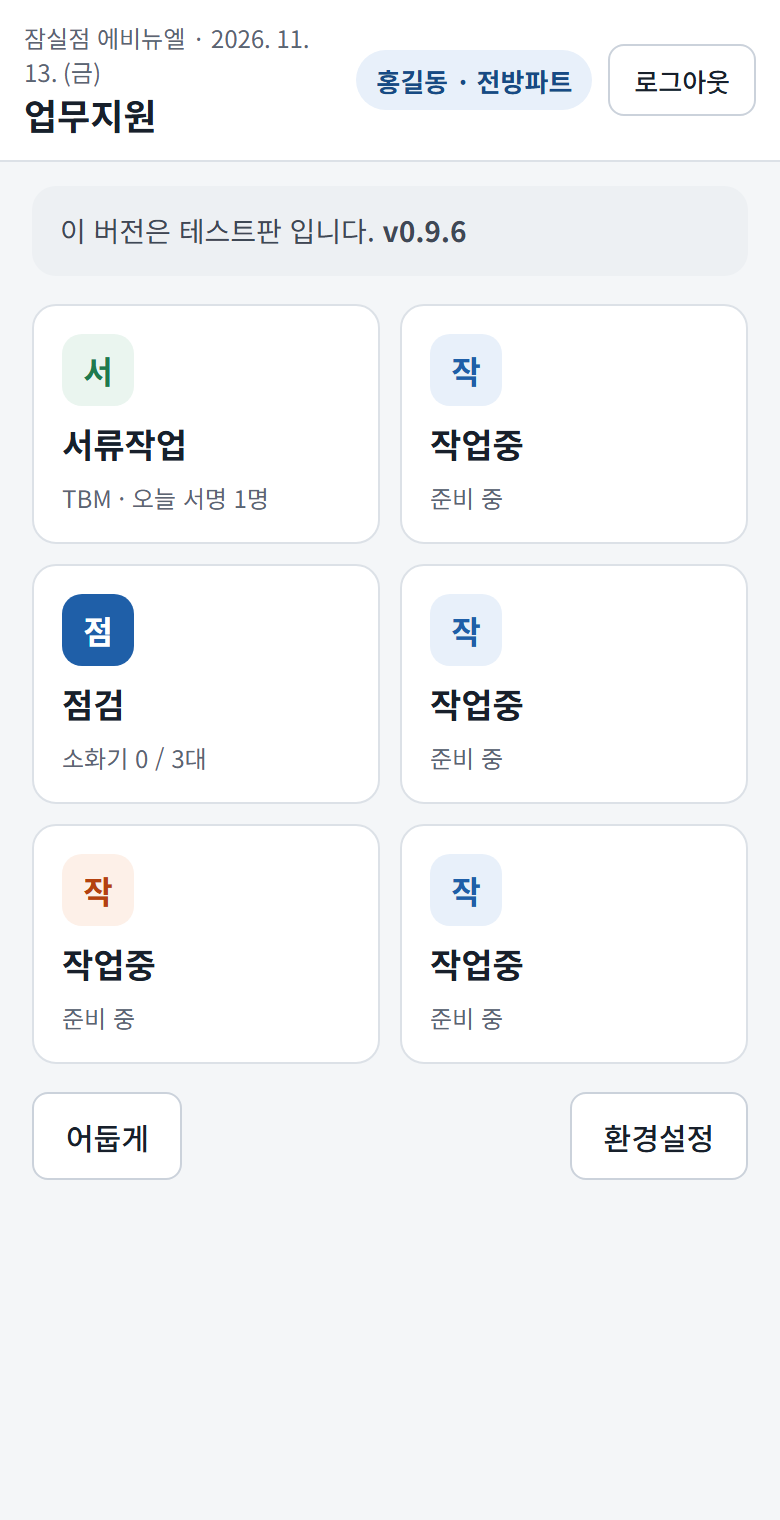 잠실점 에비뉴엘 · 2026. 11.
13. (금)
업무지원
홍길동 · 전방파트
로그아웃
이 버전은 테스트판 입니다. v0.9.6
서
서류작업
TBM · 오늘 서명 1명
작
작업중
준비 중
점
점검
소화기 0 / 3대
작
작업중
준비 중
작
작업중
준비 중
작
작업중
준비 중
어둡게
환경설정